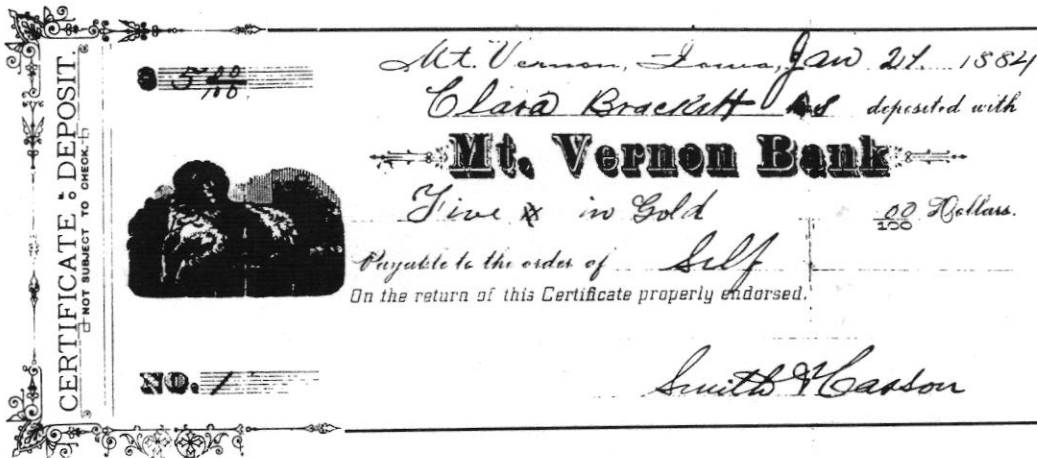 CERTIFICATE of DEPOSIT.
NOT SUBJECT TO CHECK.
$ 5 00/100
Mt. Vernon, Iowa, Jan 21. 1884
Clara Brackett has deposited with
Mt. Vernon Bank
Five in Gold 00/100 Dollars.
Payable to the order of Self
On the return of this Certificate properly endorsed.
NO. 1
Smith & Casson